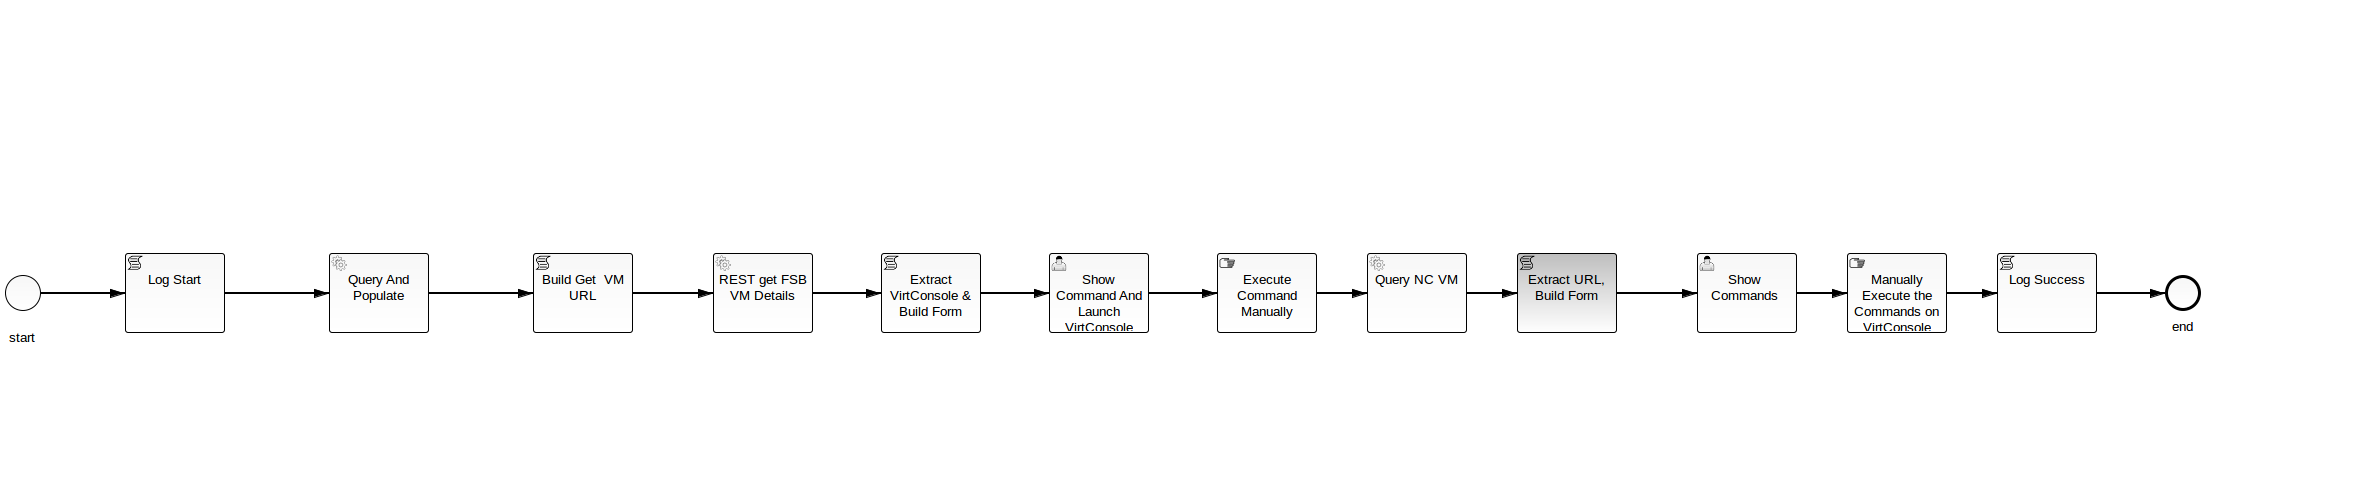 start
Log Start
Query And
Populate
Build Get  VM
URL
REST get FSB
VM Details
Extract
VirtConsole &
Build Form
Show
Command And
Launch
VirtConsole
Execute
Command
Manually
Query NC VM
Extract URL,
Build Form
Show
Commands
Manually
Execute the
Commands on
VirtConsole
Log Success
end